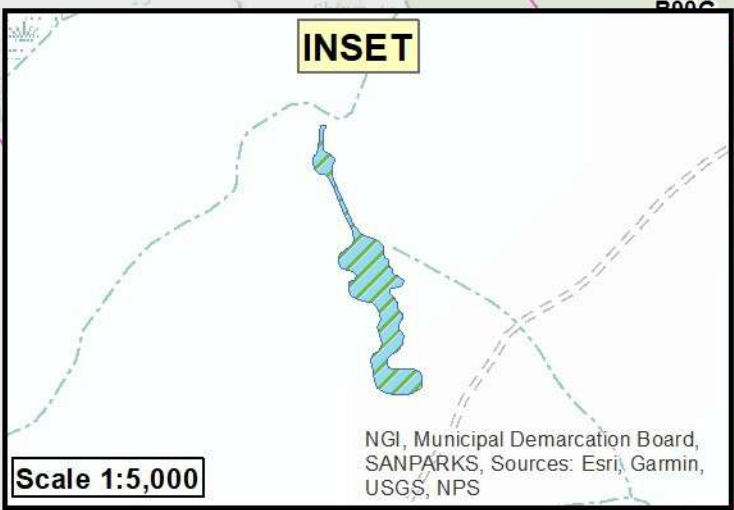 INSET
NGI, Municipal Demarcation Board,
SANPARKS, Sources: Esri, Garmin,
USGS, NPS
Scale 1:5,000